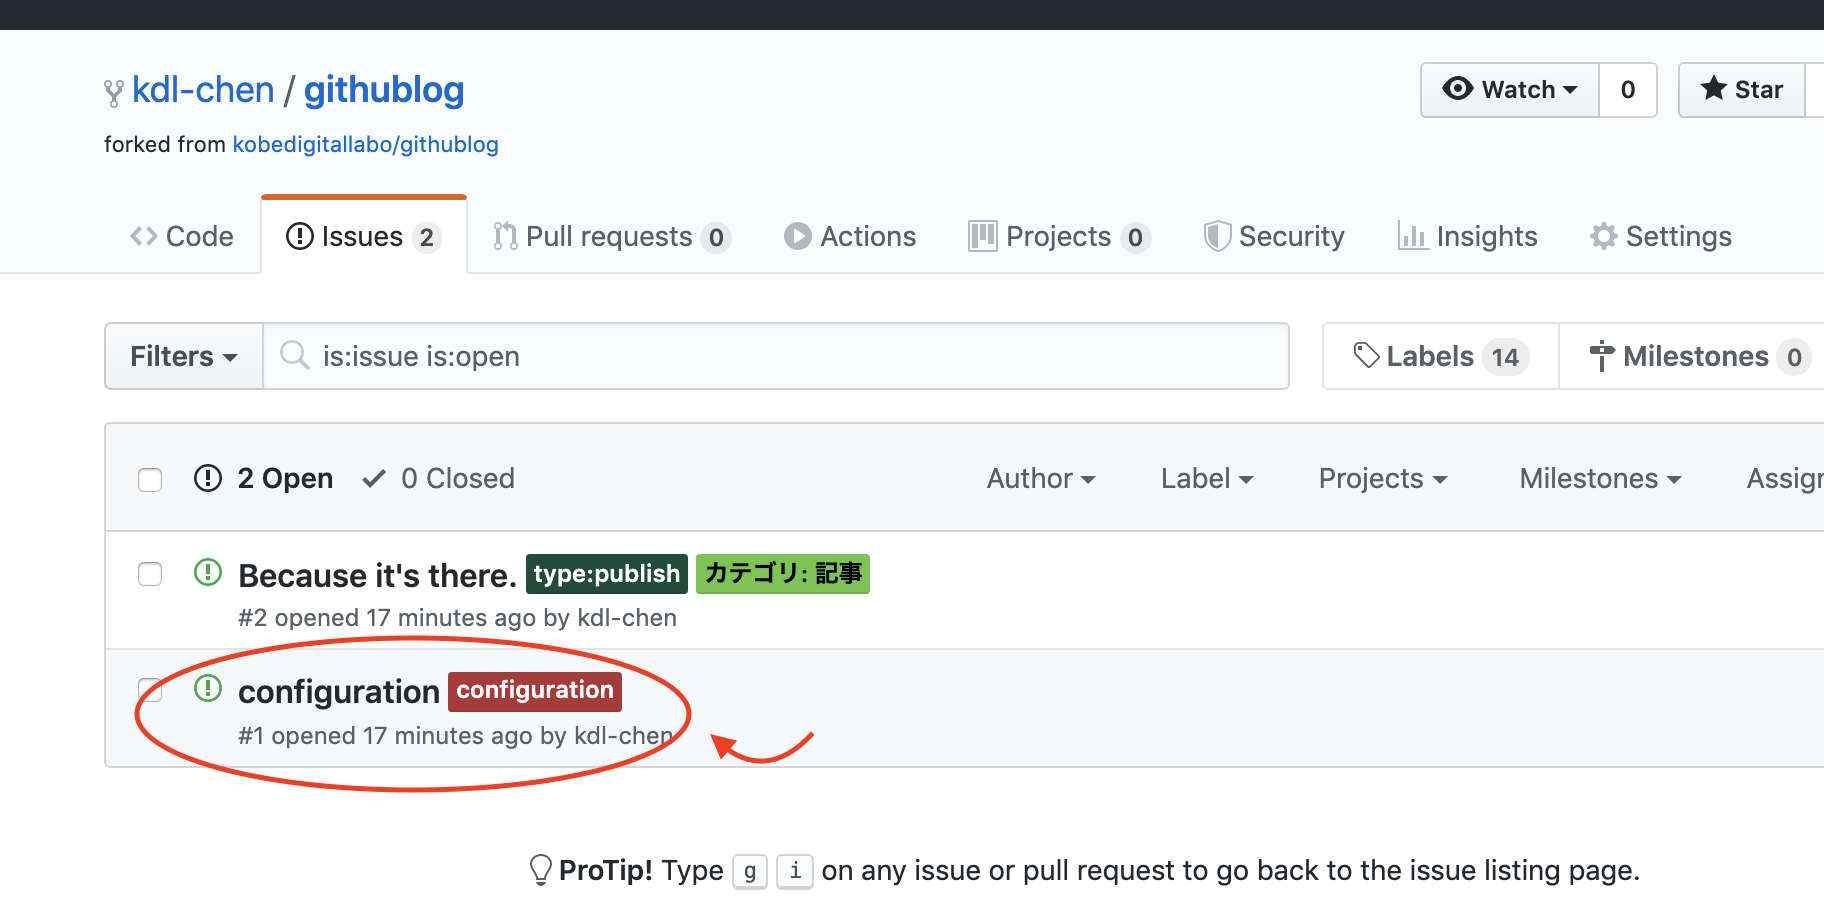 kdl-chen / githublog
Watch 0 Star
forked from kobedigitallabo/githublog
Code Issues 2 Pull requests 0 Actions Projects 0 Security Insights Settings
Filters is:issue is:open Labels 14 Milestones 0
2 Open 0 Closed Author Label Projects Milestones
Because it's there. type:publish カテゴリ: 記事
#2 opened 17 minutes ago by kdl-chen
configuration configuration
#1 opened 17 minutes ago by kdl-chen
ProTip! Type g i on any issue or pull request to go back to the issue listing page.